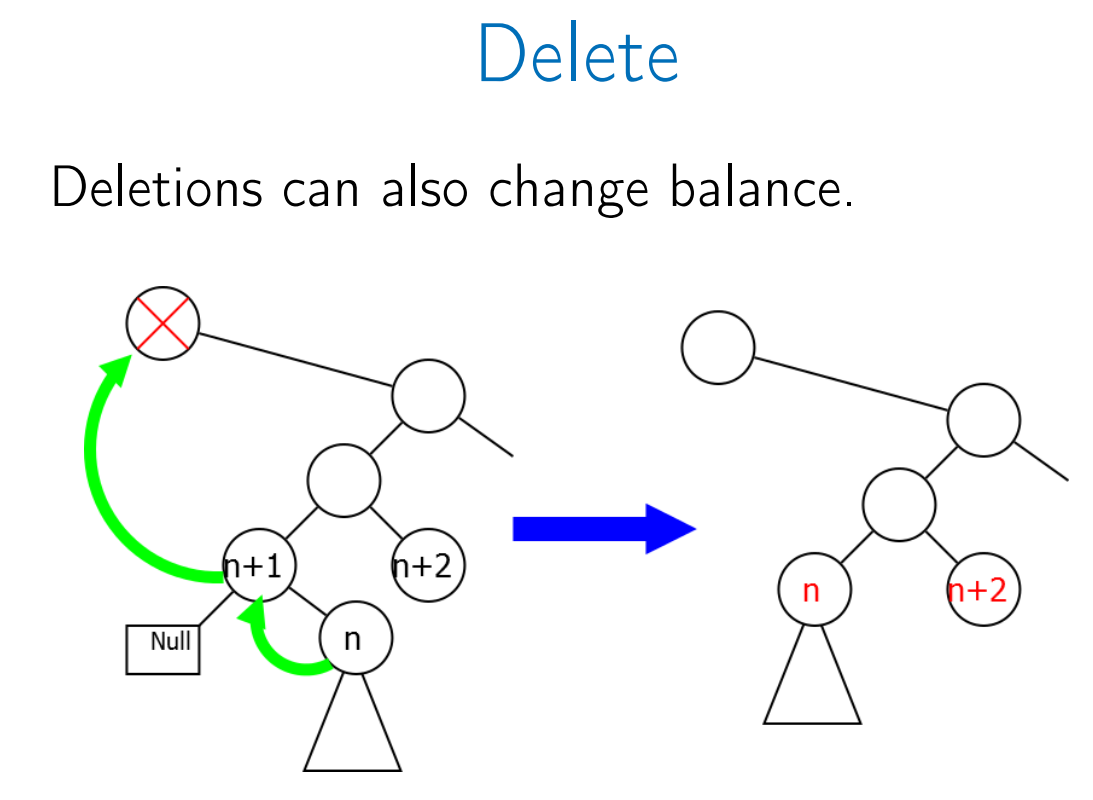 Delete
Deletions can also change balance.
n+1
n+2
Null
n
n
n+2